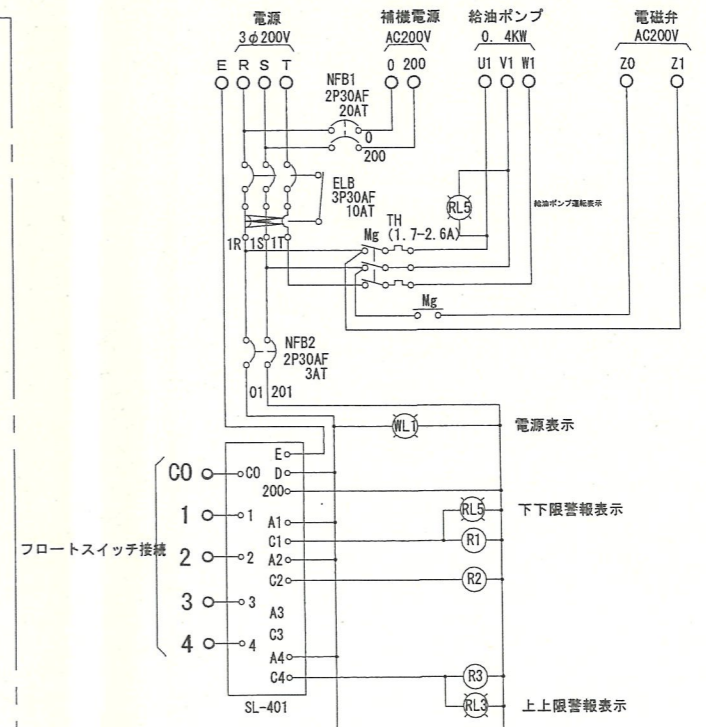 電源 補機電源 給油ポンプ 電磁弁
3φ200V AC200V 0. 4KW AC200V
E R S T 0 200 U1 V1 W1 Z0 Z1
NFB1
2P30AF
20AT
0
200
ELB
3P30AF
10AT
RL5 給油ポンプ運転表示
TH
Mg (1.7-2.6A)
1R 1S 1T
Mg
NFB2
2P30AF
3AT
01 201
WL1 電源表示
E
C0 C0 D
200
RL5 下下限警報表示
1 1 A1
C1 R1
フロートスイッチ接続
2 2 A2
C2 R2
3 3 A3
C3
4 4 A4
C4 R3
SL-401 RL3 上上限警報表示